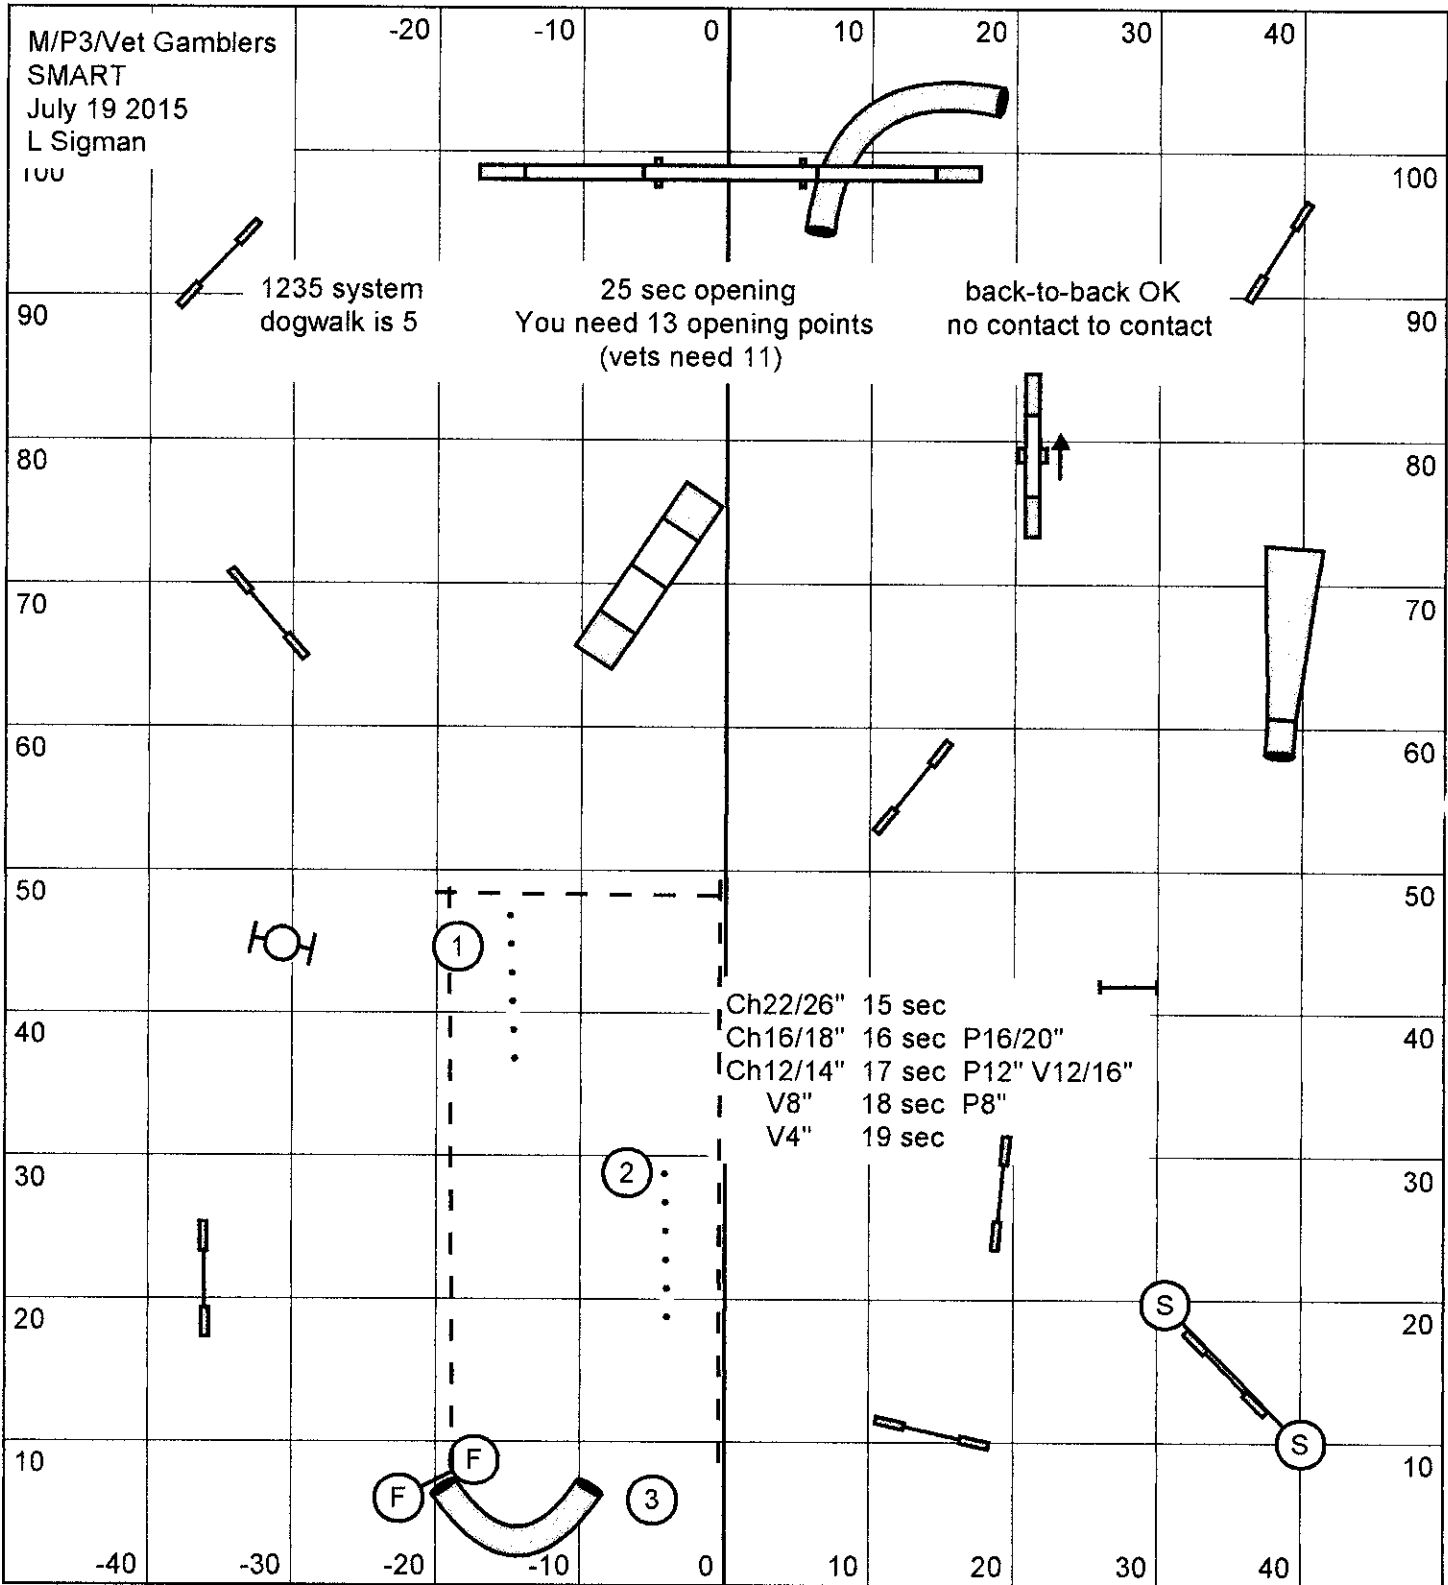 -20 -10 0 10 20 30 40
M/P3/Vet Gamblers
SMART
July 19 2015
L Sigman
100 100
1235 system
dogwalk is 5
25 sec opening
You need 13 opening points
(vets need 11)
back-to-back OK
no contact to contact
90 90
80 80
70 70
60 60
50 50
1
Ch22/26" 15 sec
Ch16/18" 16 sec P16/20"
Ch12/14" 17 sec P12" V12/16"
V8" 18 sec P8"
V4" 19 sec
40 40
2
30 30
S
20 20
S
10 10
F
F
3
-40 -30 -20 -10 0 10 20 30 40